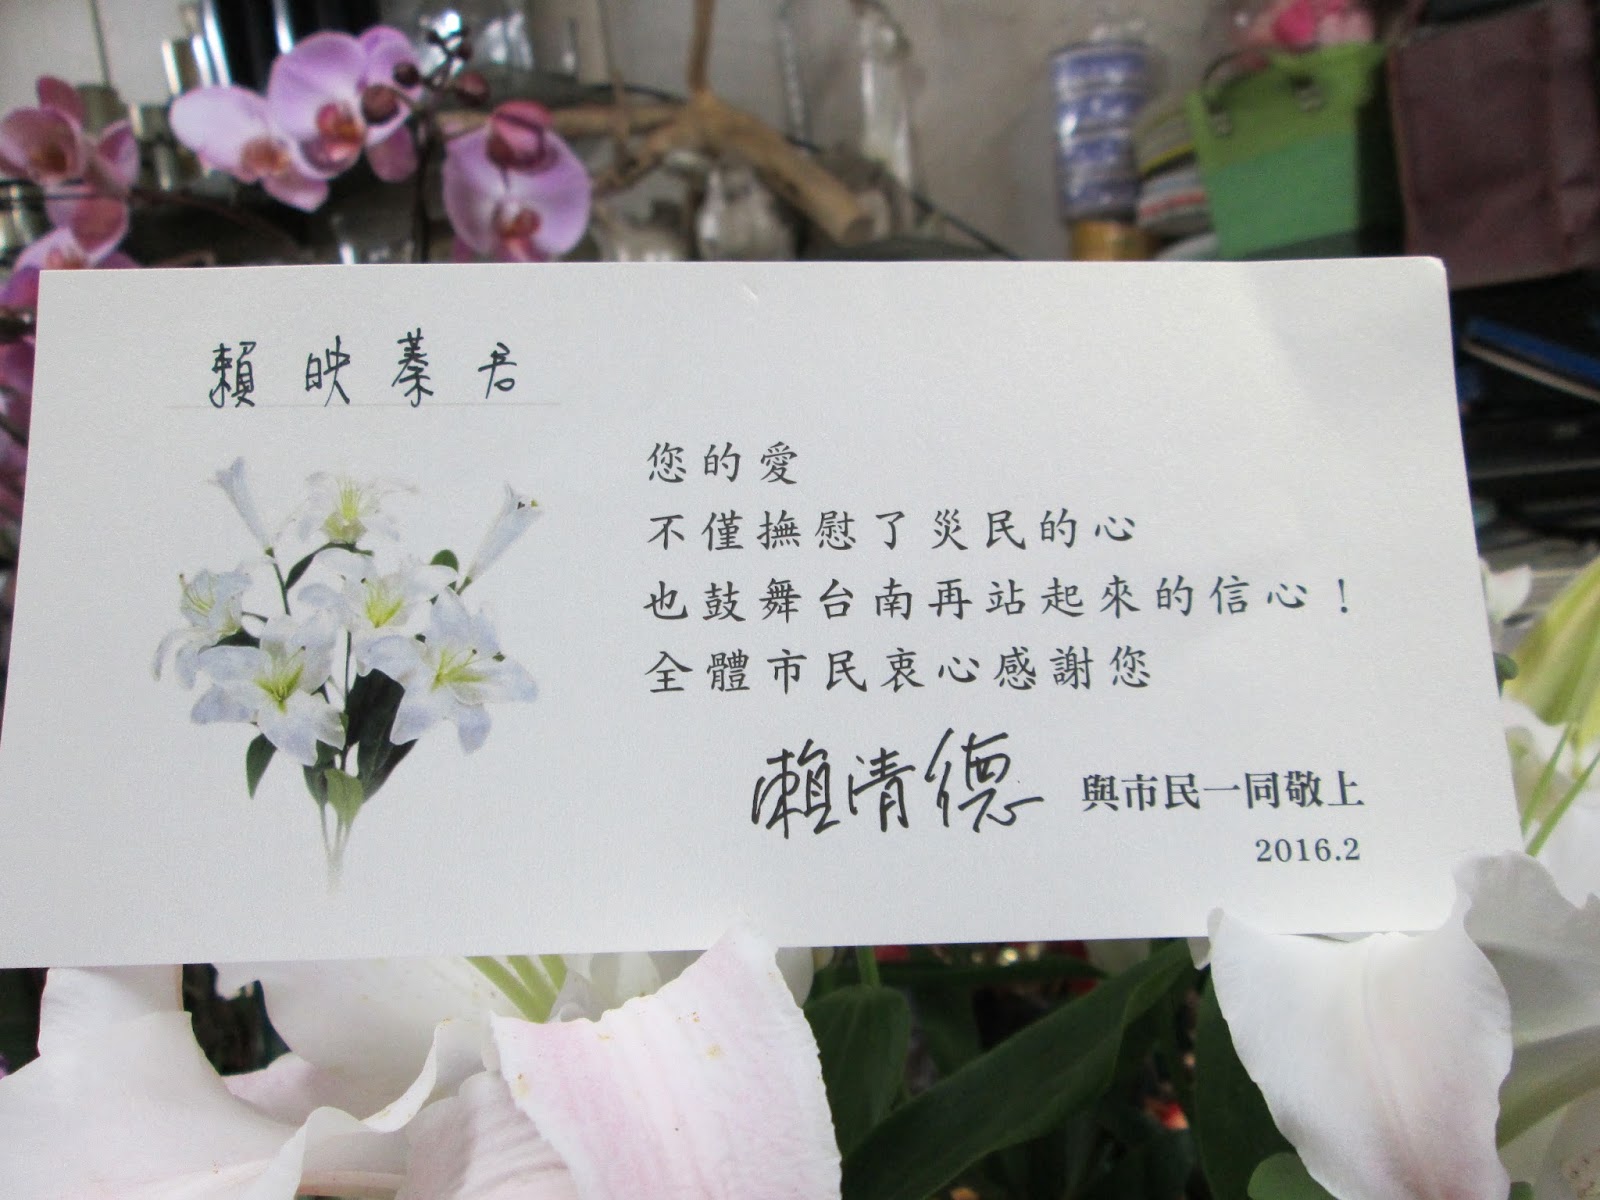 賴映蓁君
您的愛
不僅撫慰了災民的心
也鼓舞台南再站起來的信心！
全體市民衷心感謝您
賴清德 與市民一同敬上
2016.2